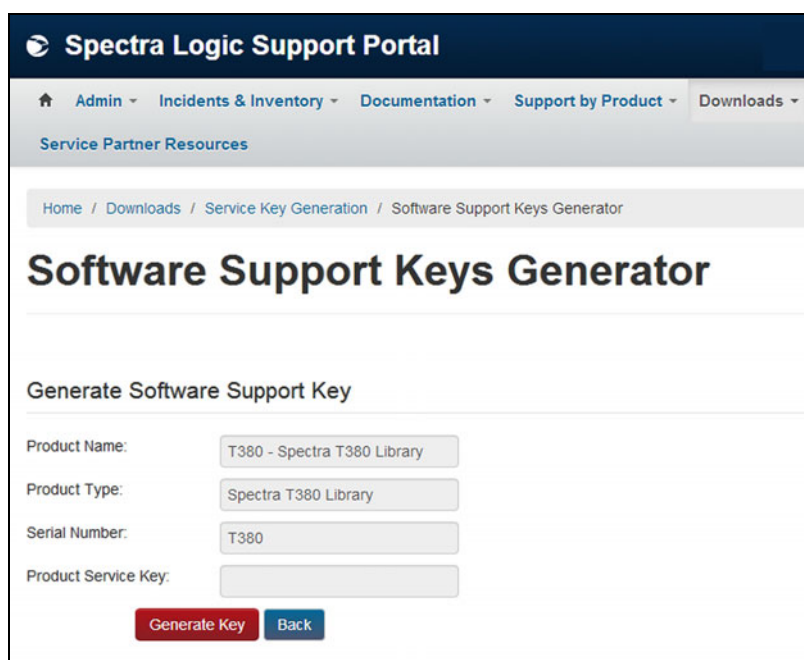 Spectra Logic Support Portal
Admin Incidents & Inventory Documentation Support by Product Downloads
Service Partner Resources
Home / Downloads / Service Key Generation / Software Support Keys Generator
Software Support Keys Generator
Generate Software Support Key
Product Name: T380 - Spectra T380 Library
Product Type: Spectra T380 Library
Serial Number: T380
Product Service Key:
Generate Key Back